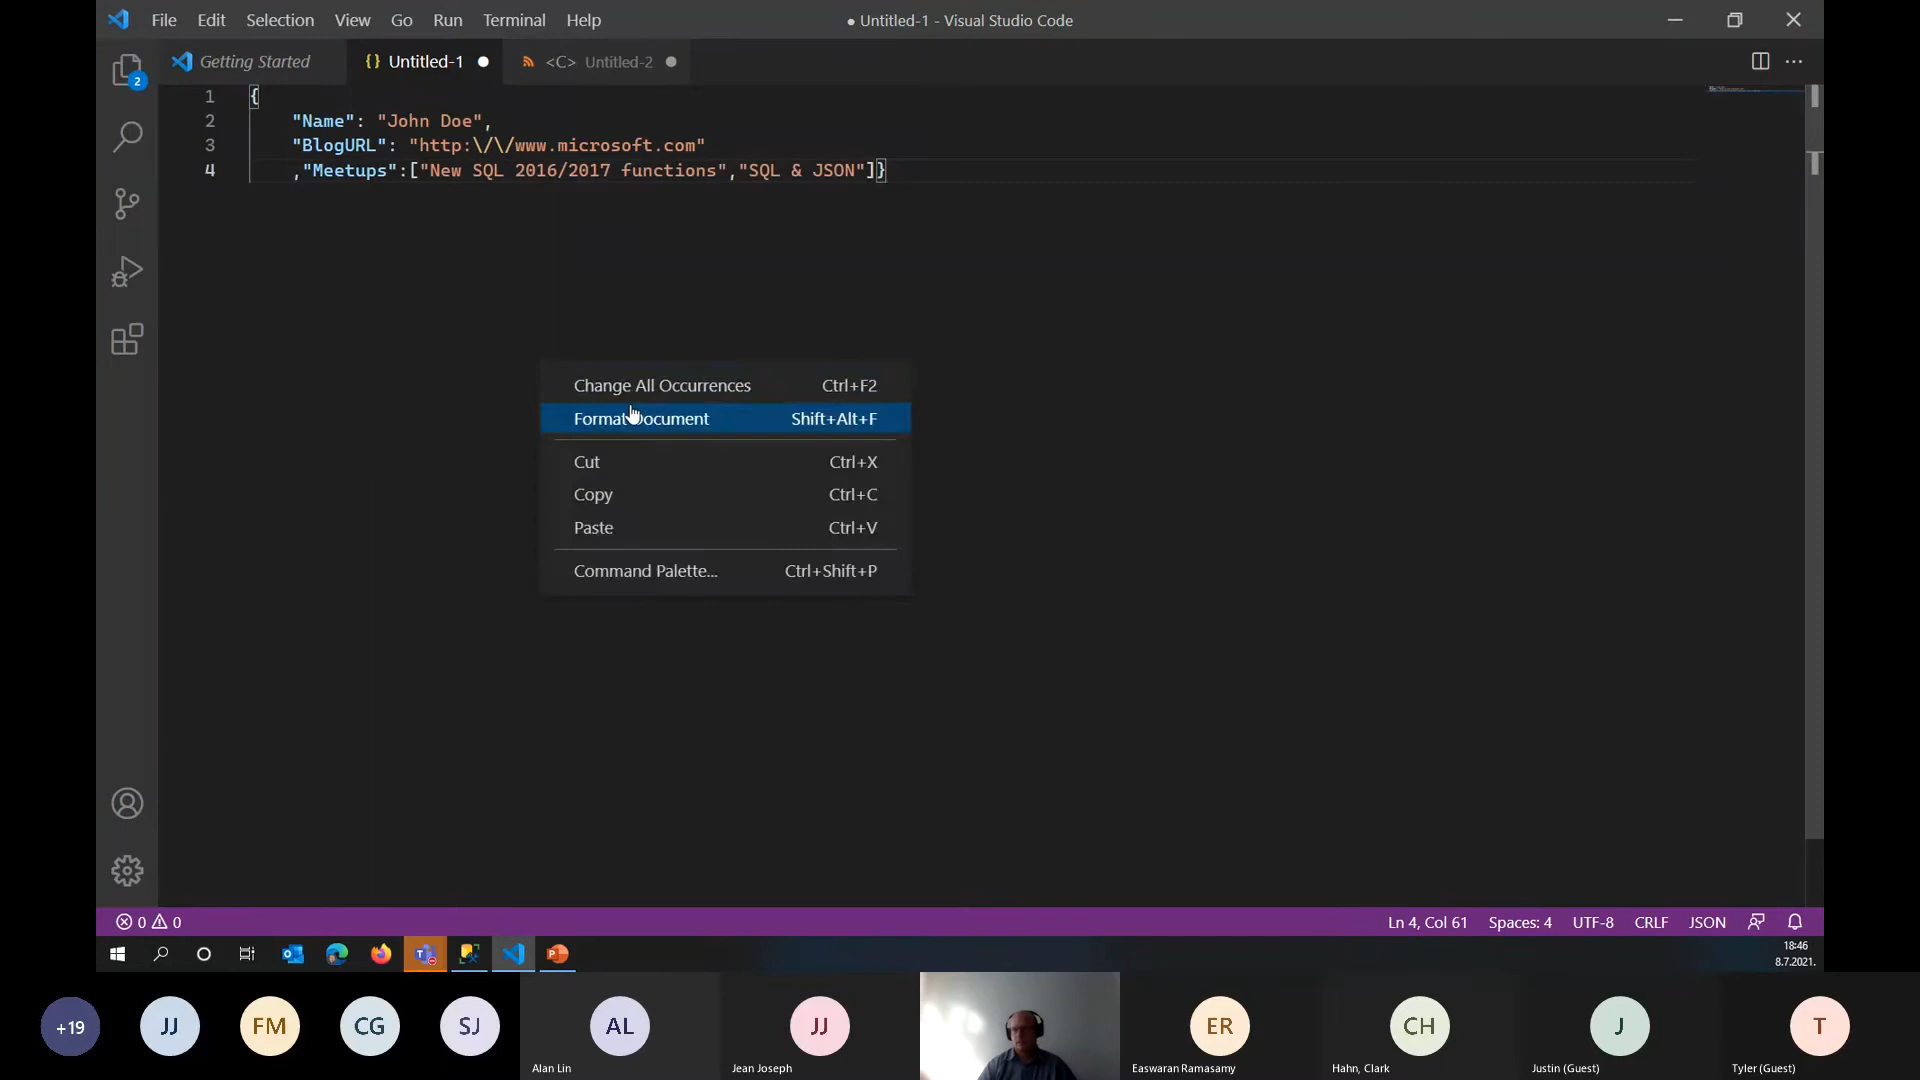 File Edit Selection View Go Run Terminal Help
● Untitled-1 - Visual Studio Code
2
Getting Started
{} Untitled-1
<C> Untitled-2
1 {
2 "Name": "John Doe",
3 "BlogURL": "http:\/\/www.microsoft.com"
4 ,"Meetups":["New SQL 2016/2017 functions","SQL & JSON"]}
Change All Occurrences Ctrl+F2
Format Document Shift+Alt+F
Cut Ctrl+X
Copy Ctrl+C
Paste Ctrl+V
Command Palette... Ctrl+Shift+P
0 0
Ln 4, Col 61 Spaces: 4 UTF-8 CRLF JSON
18:46
8.7.2021.
+19 JJ FM CG SJ AL JJ ER CH J T
Alan Lin Jean Joseph Easwaran Ramasamy Hahn, Clark Justin (Guest) Tyler (Guest)